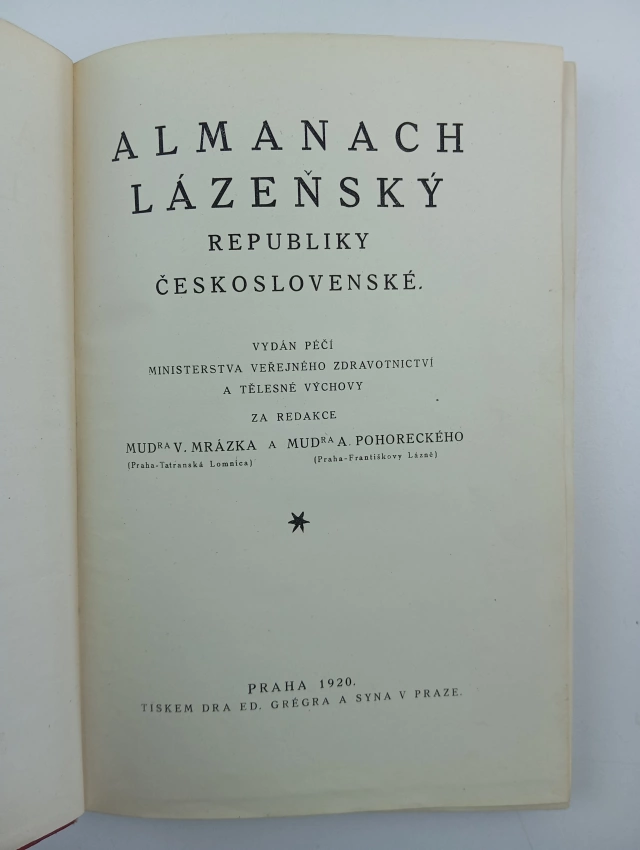 ALMANACH
LÁZEŇSKÝ
REPUBLIKY
ČESKOSLOVENSKÉ.
VYDÁN PÉČÍ
MINISTERSTVA VEŘEJNÉHO ZDRAVOTNICTVÍ
A TĚLESNÉ VÝCHOVY
ZA REDAKCE
MUDRA V. MRÁZKA A MUDRA A. POHORECKÉHO
(Praha-Tatranská Lomnica) (Praha-Františkovy Lázně)
PRAHA 1920.
TISKEM DRA ED. GRÉGRA A SYNA V PRAZE.